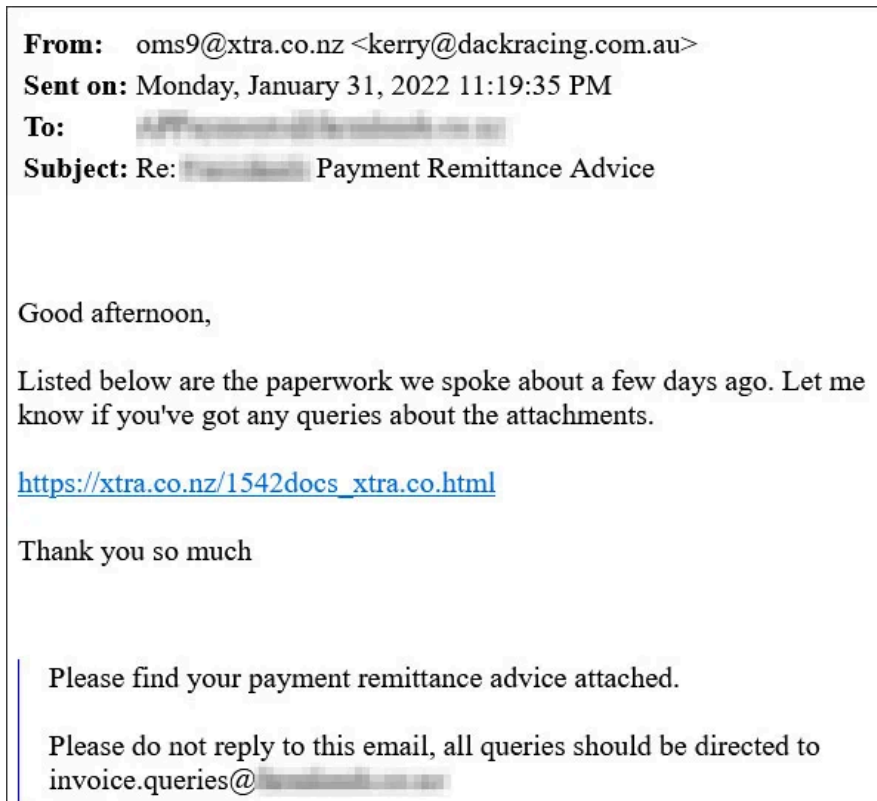 From: oms9@xtra.co.nz <kerry@dackracing.com.au>
Sent on: Monday, January 31, 2022 11:19:35 PM
To:
Subject: Re: Payment Remittance Advice
Good afternoon,
Listed below are the paperwork we spoke about a few days ago. Let me
know if you've got any queries about the attachments.
https://xtra.co.nz/1542docs_xtra.co.html
Thank you so much
Please find your payment remittance advice attached.
Please do not reply to this email, all queries should be directed to
invoice.queries@